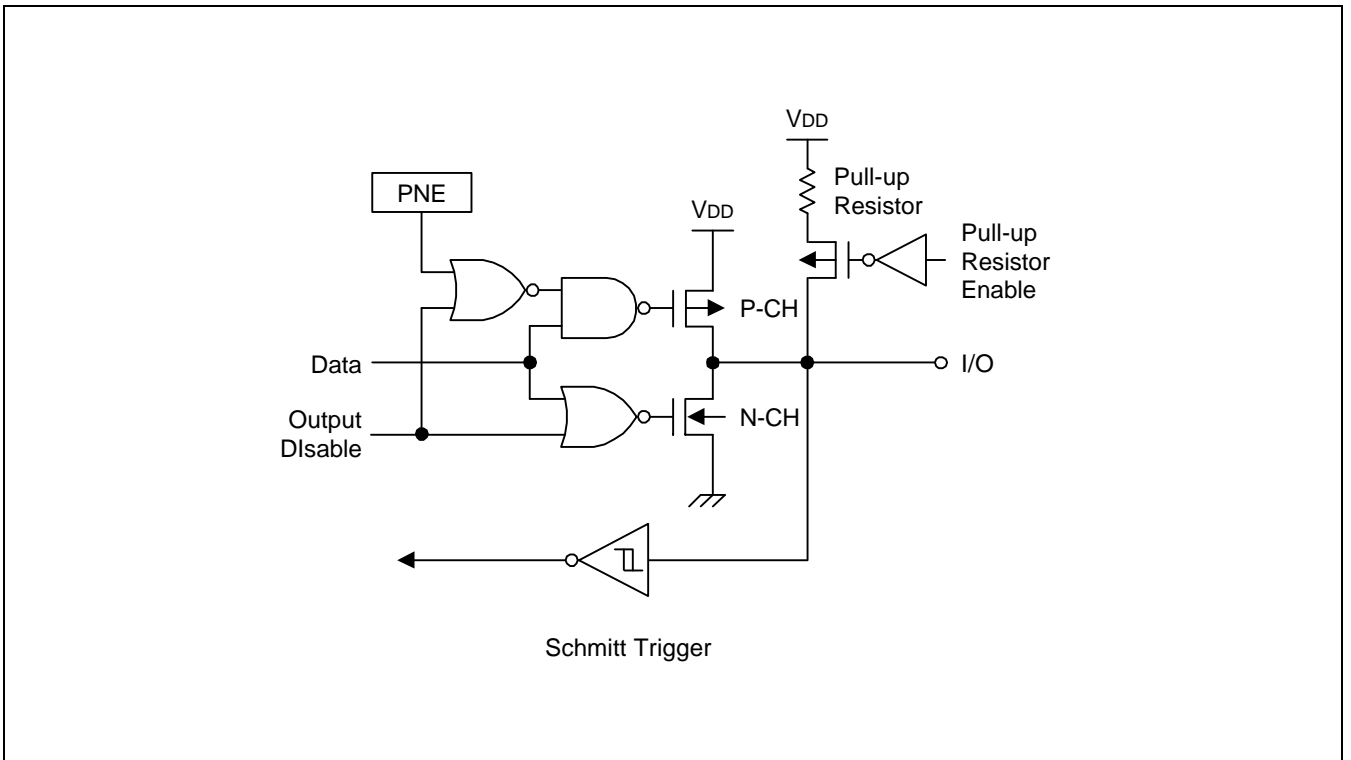 VDD
Pull-up
Resistor
PNE
VDD
Pull-up
Resistor
Enable
P-CH
Data
I/O
N-CH
Output
DIsable
Schmitt Trigger